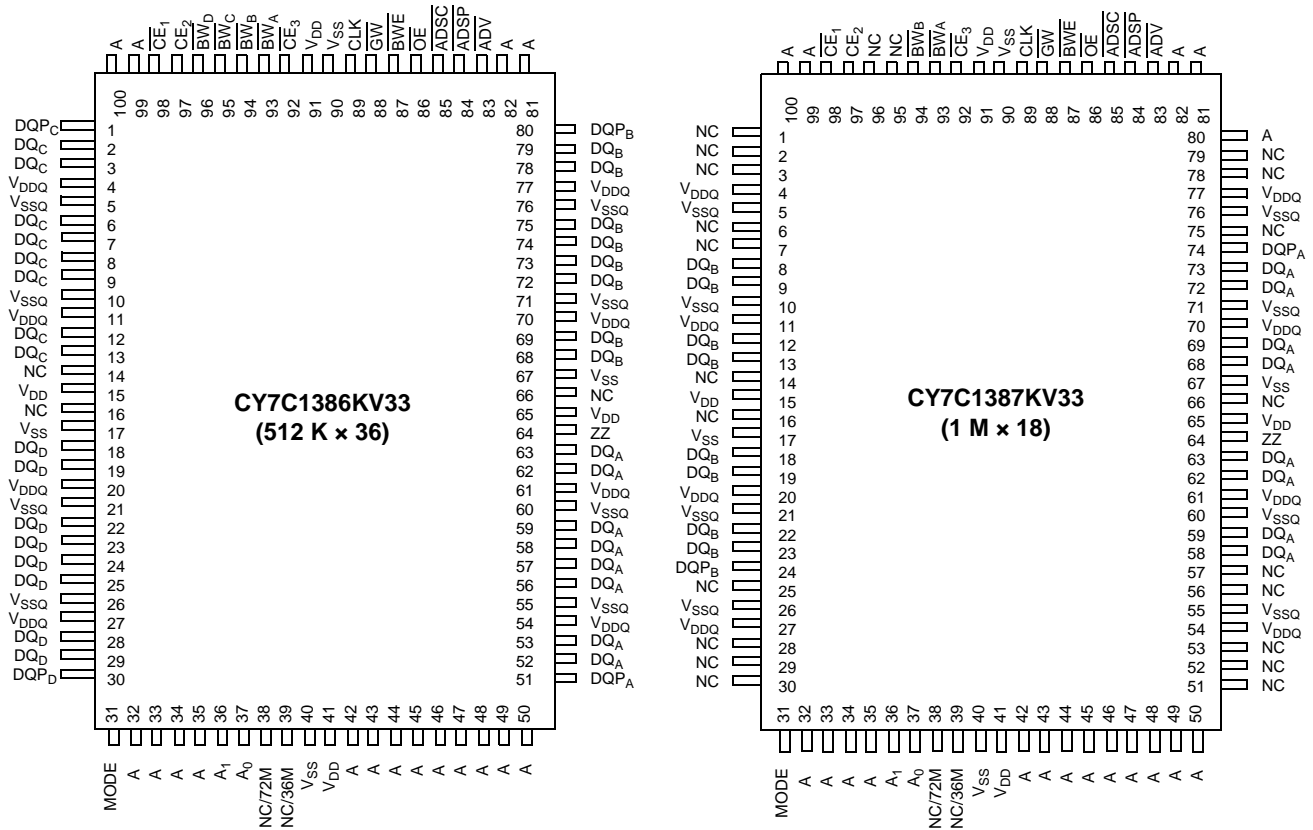 A A CE1 CE2 BWD BWC BWB BWA CE3 VDD VSS CLK GW BWE OE ADSC ADSP ADV A A
100 99 98 97 96 95 94 93 92 91 90 89 88 87 86 85 84 83 82 81
DQPC 1 80 DQPB
DQC 2 79 DQB
DQC 3 78 DQB
VDDQ 4 77 VDDQ
VSSQ 5 76 VSSQ
DQC 6 75 DQB
DQC 7 74 DQB
DQC 8 73 DQB
DQC 9 72 DQB
VSSQ 10 71 VSSQ
VDDQ 11 70 VDDQ
DQC 12 69 DQB
DQC 13 68 DQB
NC 14 67 VSS
VDD 15 66 NC
NC 16 65 VDD
VSS 17 64 ZZ
DQD 18 63 DQA
DQD 19 62 DQA
VDDQ 20 61 VDDQ
VSSQ 21 60 VSSQ
DQD 22 59 DQA
DQD 23 58 DQA
DQD 24 57 DQA
DQD 25 56 DQA
VSSQ 26 55 VSSQ
VDDQ 27 54 VDDQ
DQD 28 53 DQA
DQD 29 52 DQA
DQPD 30 51 DQPA
CY7C1386KV33
(512 K × 36)
31 32 33 34 35 36 37 38 39 40 41 42 43 44 45 46 47 48 49 50
MODE A A A A A1 A0 NC/72M NC/36M VSS VDD A A A A A A A A A
A A CE1 CE2 NC NC BWB BWA CE3 VDD VSS CLK GW BWE OE ADSC ADSP ADV A A
100 99 98 97 96 95 94 93 92 91 90 89 88 87 86 85 84 83 82 81
NC 1 80 A
NC 2 79 NC
NC 3 78 NC
VDDQ 4 77 VDDQ
VSSQ 5 76 VSSQ
NC 6 75 NC
NC 7 74 DQPA
DQB 8 73 DQA
DQB 9 72 DQA
VSSQ 10 71 VSSQ
VDDQ 11 70 VDDQ
DQB 12 69 DQA
DQB 13 68 DQA
NC 14 67 VSS
VDD 15 66 NC
NC 16 65 VDD
VSS 17 64 ZZ
DQB 18 63 DQA
DQB 19 62 DQA
VDDQ 20 61 VDDQ
VSSQ 21 60 VSSQ
DQB 22 59 DQA
DQB 23 58 DQA
DQPB 24 57 NC
NC 25 56 NC
VSSQ 26 55 VSSQ
VDDQ 27 54 VDDQ
NC 28 53 NC
NC 29 52 NC
NC 30 51 NC
CY7C1387KV33
(1 M × 18)
31 32 33 34 35 36 37 38 39 40 41 42 43 44 45 46 47 48 49 50
MODE A A A A A1 A0 NC/72M NC/36M VSS VDD A A A A A A A A A